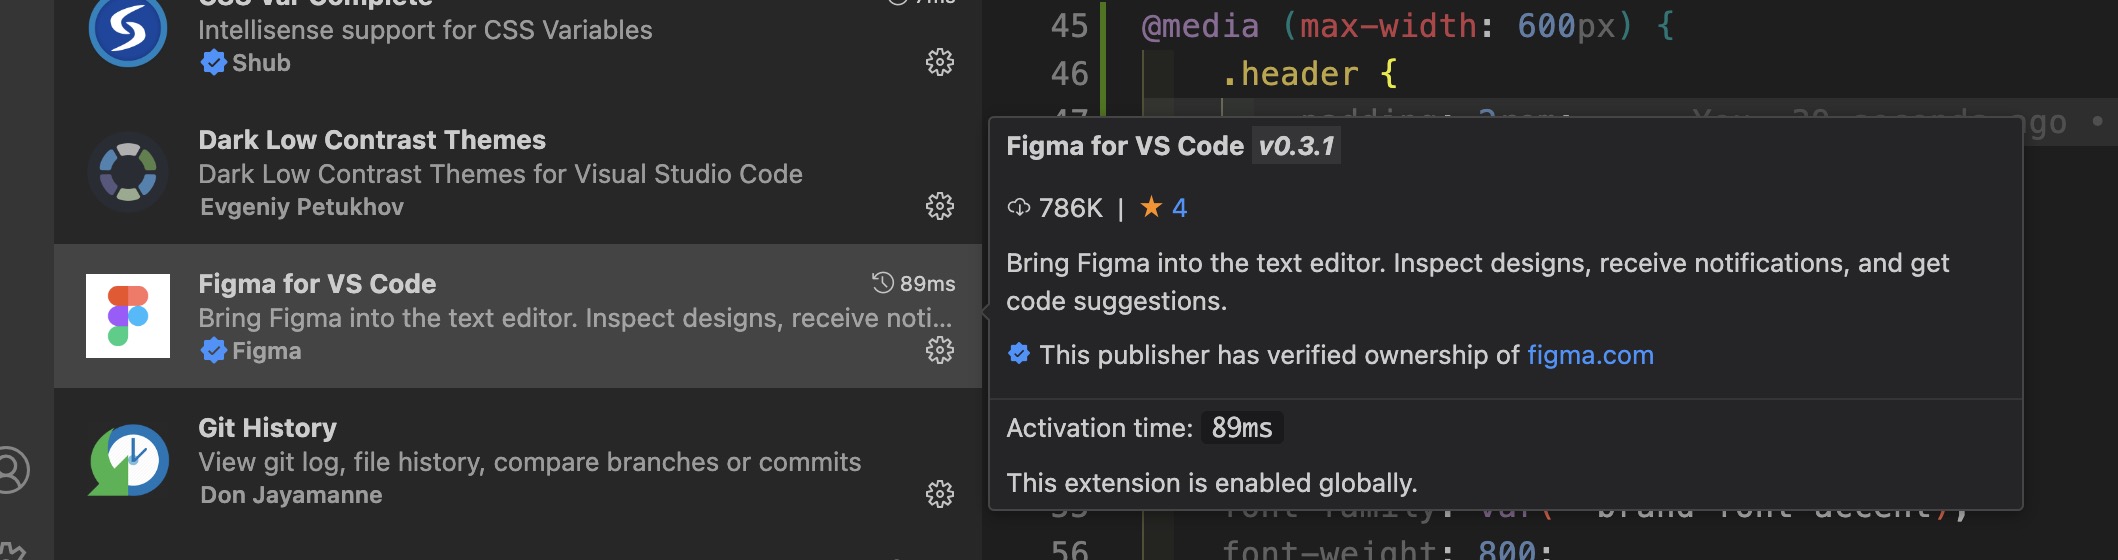 CSS Var Complete
7ms
Intellisense support for CSS Variables
Shub
Dark Low Contrast Themes
Dark Low Contrast Themes for Visual Studio Code
Evgeniy Petukhov
Figma for VS Code
89ms
Bring Figma into the text editor. Inspect designs, receive noti...
Figma
Git History
View git log, file history, compare branches or commits
Don Jayamanne
45 @media (max-width: 600px) {
46 .header {
47 ago •
Figma for VS Code v0.3.1
786K | ★ 4
Bring Figma into the text editor. Inspect designs, receive notifications, and get
code suggestions.
This publisher has verified ownership of figma.com
Activation time: 89ms
This extension is enabled globally.
56 font-weight: 800;